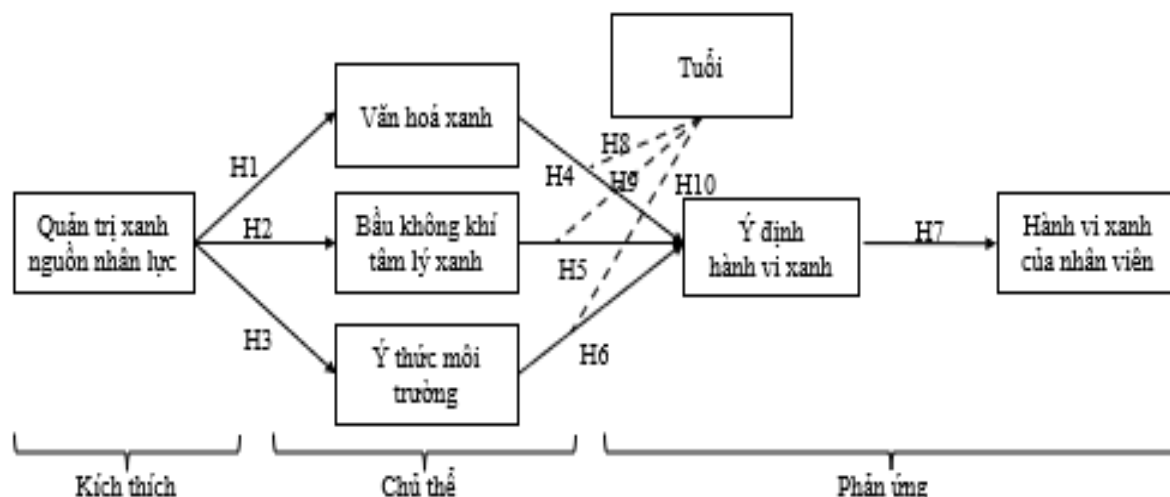 Tuổi
Văn hoá xanh
H8
H1
H4
H9
H10
Quản trị xanh
nguồn nhân lực
H2
Bầu không khí
tâm lý xanh
H5
Ý định
hành vi xanh
H7
Hành vi xanh
của nhân viên
H3
Ý thức môi
trường
H6
Kích thích
Chủ thể
Phản ứng